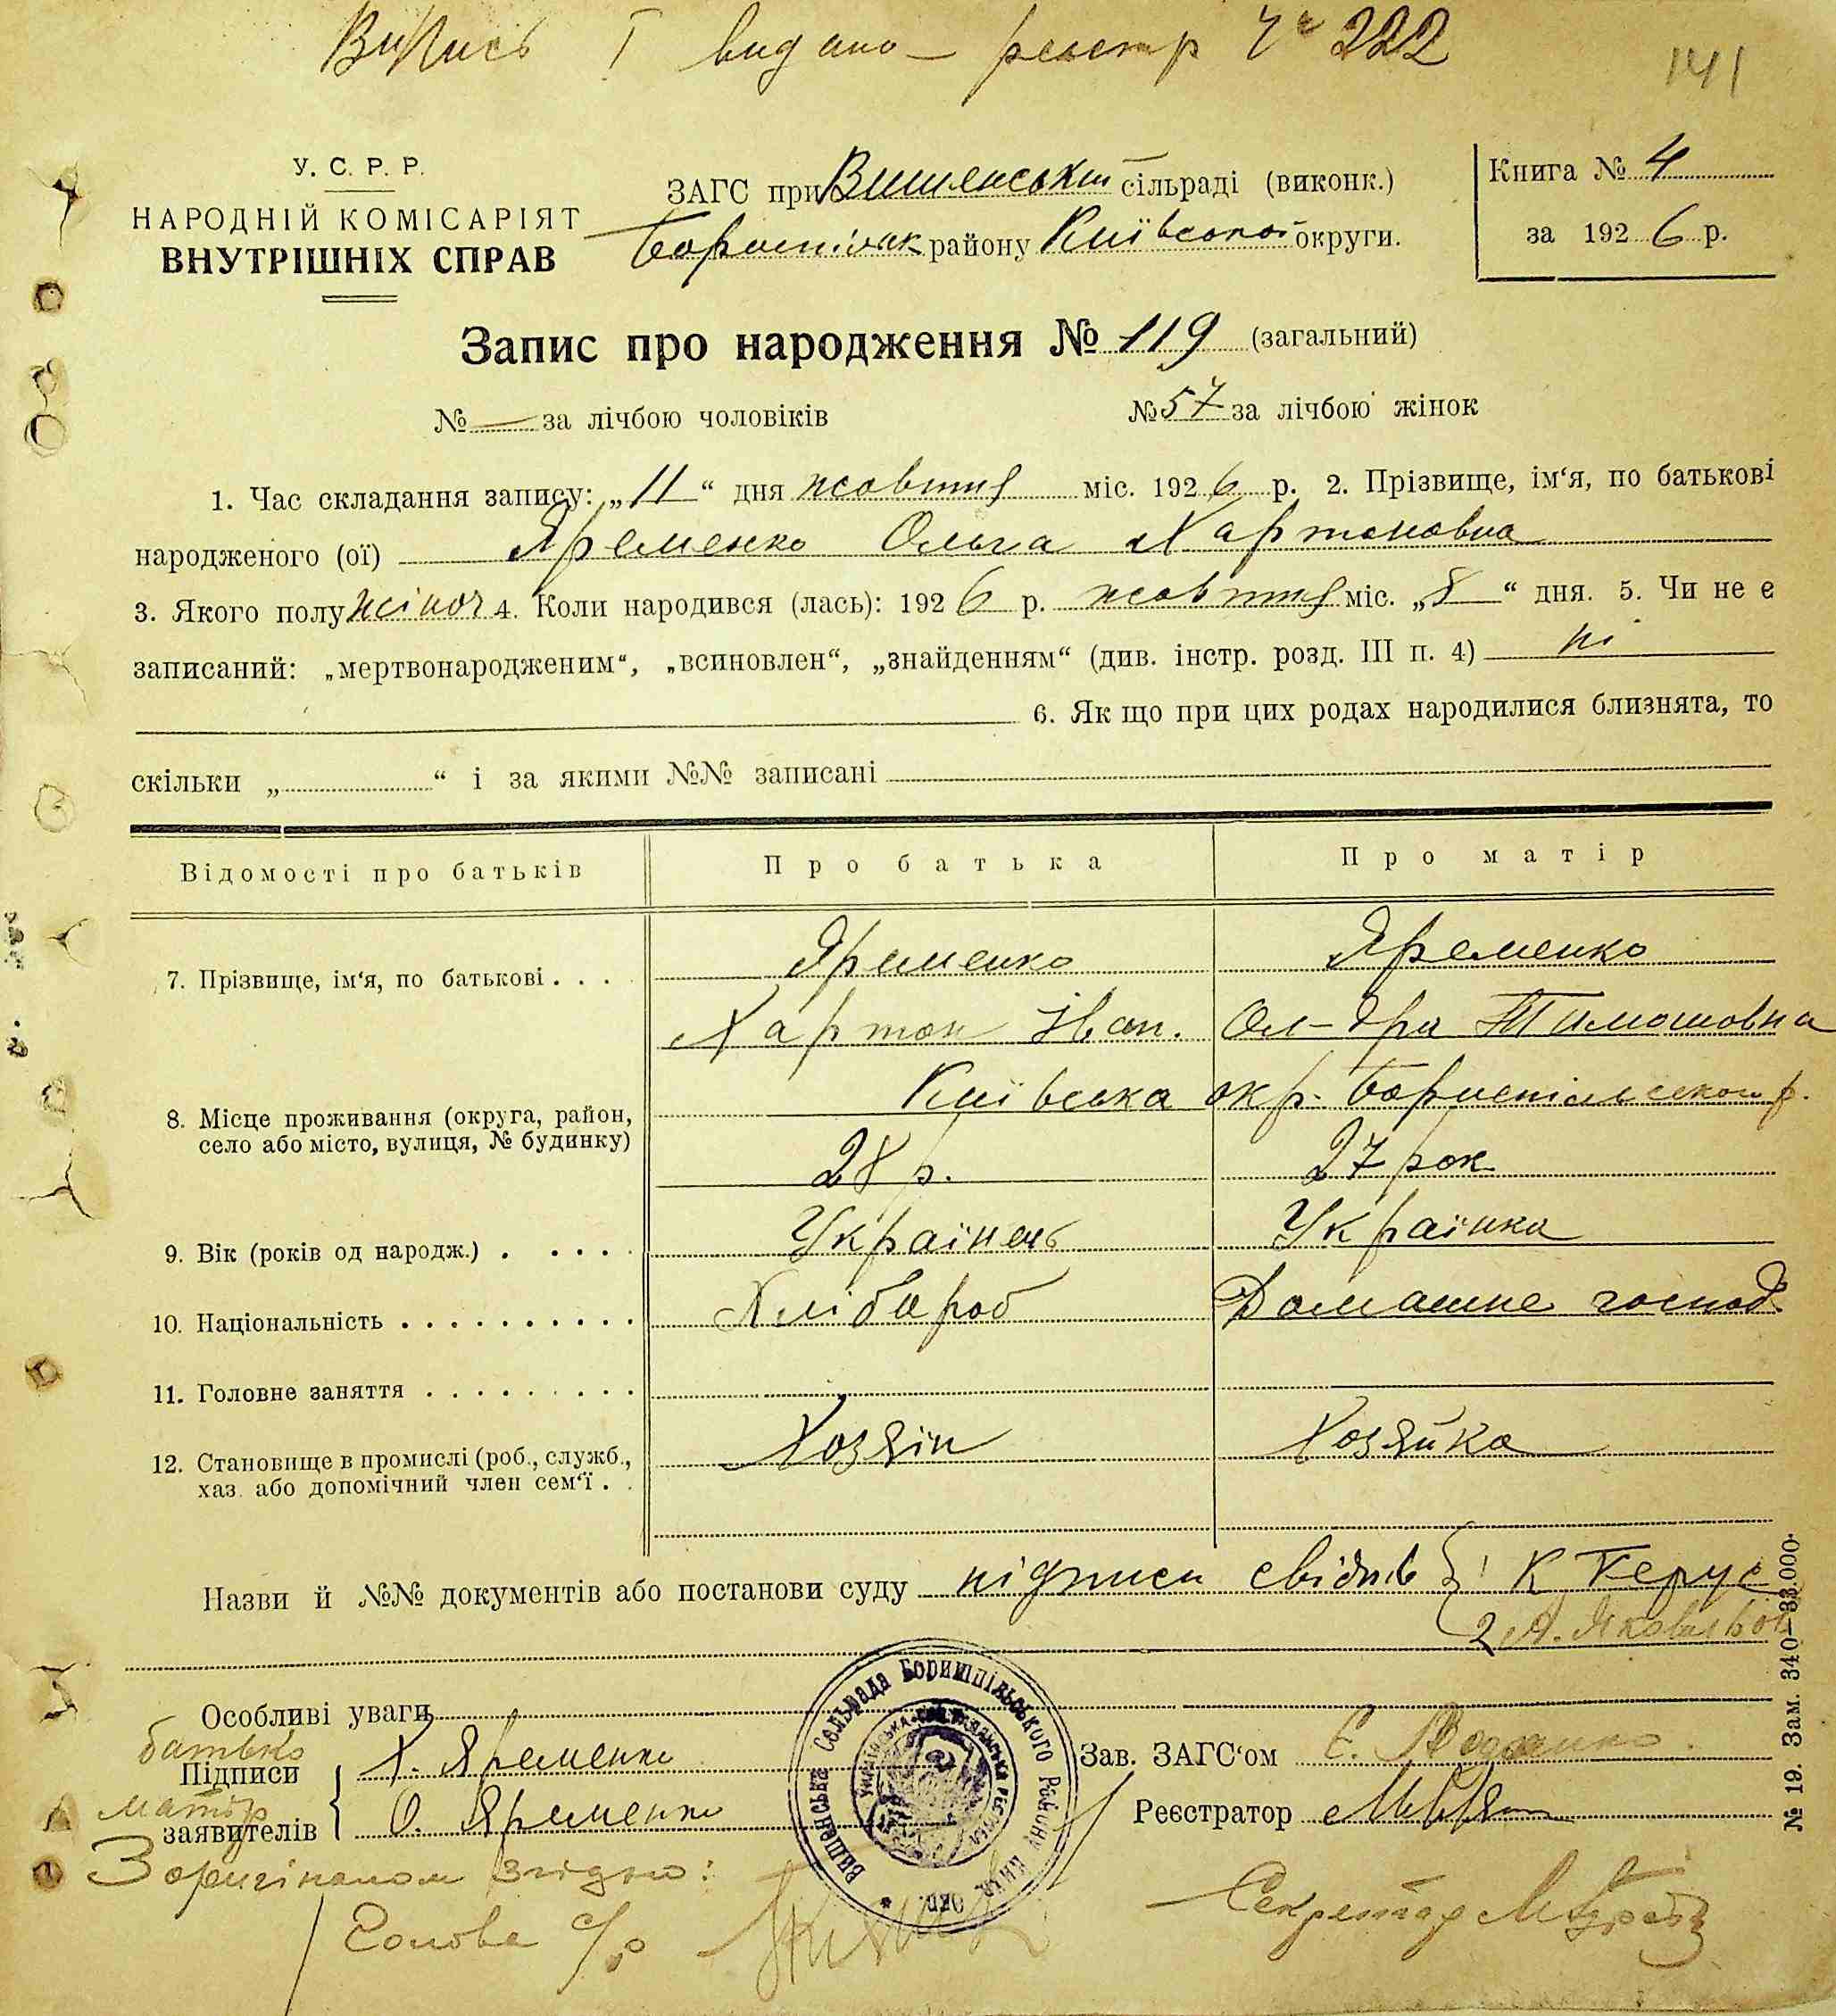 Випись I видано — реєстр № 222
141
У. С. Р. Р.
НАРОДНІЙ КОМІСАРІЯТ
ВНУТРІШНІХ СПРАВ
ЗАГС при Вишенській сільраді (виконк.)
Бориспільск району Київської округи.
Книга № 4
за 1926 р.
Запис про народження № 119 (загальний)
№ — за лічбою чоловіків
№ 57 за лічбою жінок
1. Час складання запису: „11“ дня жовтня міс. 1926 р. 2. Прізвище, ім‘я, по батькові
народженого (ої) Яременко Ольга Хартоновна
3. Якого полу жіноч 4. Коли народився (лась): 1926 р. жовтня міс. „8“ дня. 5. Чи не є
записаний: „мертвонародженим“, „всиновлен“, „знайденням“ (див. інстр. розд. III п. 4) ні
6. Як що при цих родах народилися близнята, то
скільки „ “ і за якими №№ записані
Відомості про батьків Про батька Про матір
Яременко Яременко
7. Прізвище, ім‘я, по батькові . . . .
Хартон Іван. Ол-дра Тимошовна
Київська окр. Бориспільського р.
8. Місце проживання (округа, район,
село або місто, вулиця, № будинку)
28 р. 27 рок
Українець Українка
9. Вік (років од народж.) . . . . .
Хлібороб Домашне господ.
10. Національність . . . . . . . . . .
11. Головне заняття . . . . . . . . .
Хозяїн Хозяйка
12. Становище в промислі (роб., служб.,
хаз. або допомічний член сем‘ї . .
Назви й №№ документів або постанови суду підписи свідків { 1 К Керус
2 А.
Особливі уваги
батько
Підписи Х. Яременко
матір
заявителів О. Яременко
Вишанська Сельрада Боришпільського Району Київ. Окр.
Зав. ЗАГС‘ом Є.
Реєстратор
№ 19. Зам. 340—33.000.
З оригіналом згідно:
Голова с/р
Секретар